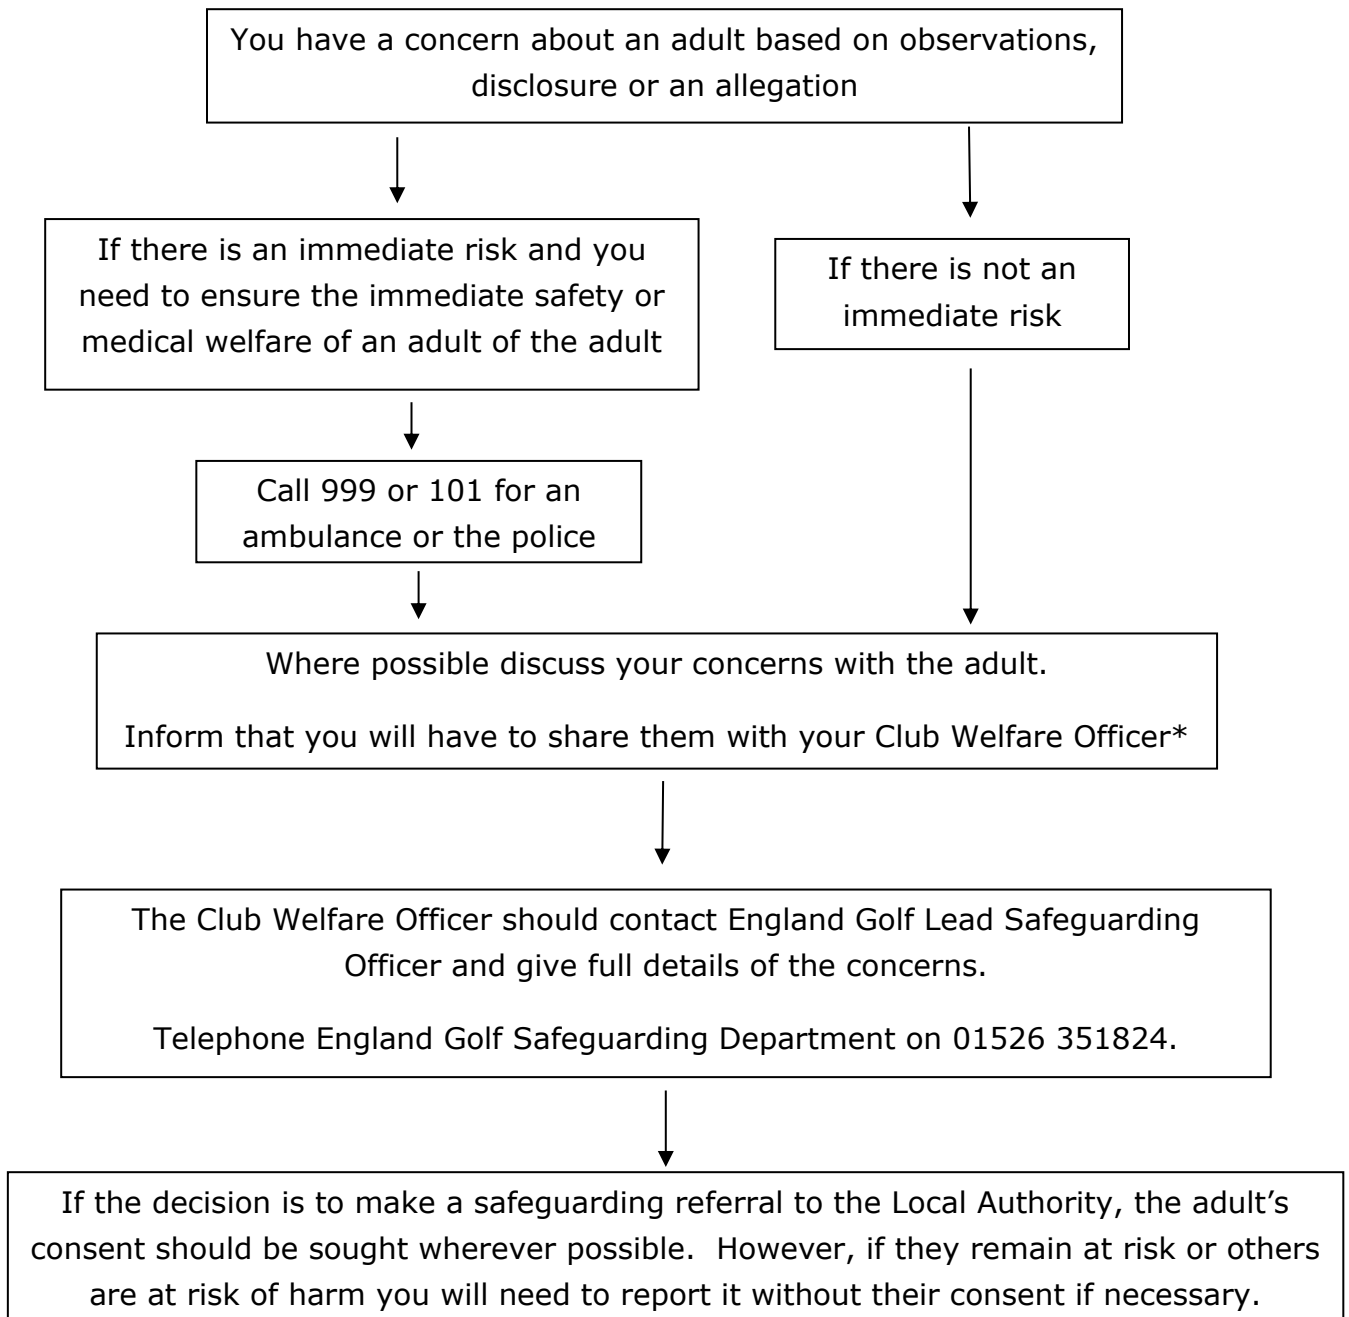 You have a concern about an adult based on observations,
disclosure or an allegation
If there is an immediate risk and you
need to ensure the immediate safety or
medical welfare of an adult of the adult
If there is not an
immediate risk
Call 999 or 101 for an
ambulance or the police
Where possible discuss your concerns with the adult.
Inform that you will have to share them with your Club Welfare Officer*
The Club Welfare Officer should contact England Golf Lead Safeguarding
Officer and give full details of the concerns.
Telephone England Golf Safeguarding Department on 01526 351824.
If the decision is to make a safeguarding referral to the Local Authority, the adult’s
consent should be sought wherever possible.  However, if they remain at risk or others
are at risk of harm you will need to report it without their consent if necessary.